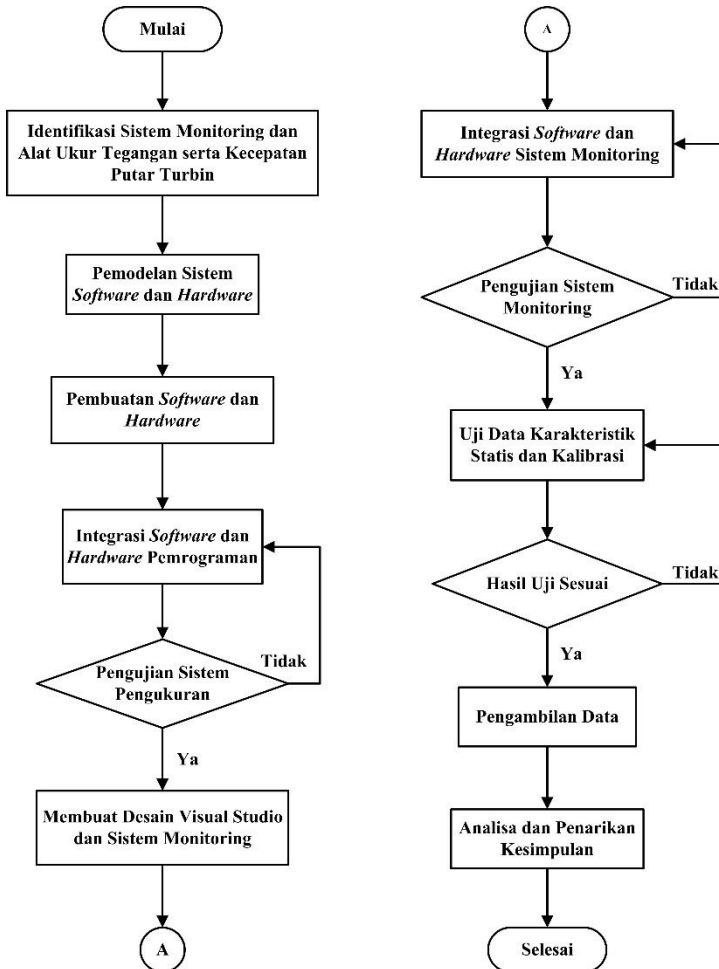 Mulai
Identifikasi Sistem Monitoring dan
Alat Ukur Tegangan serta Kecepatan
Putar Turbin
Pemodelan Sistem
Software dan Hardware
Pembuatan Software dan
Hardware
Integrasi Software dan
Hardware Pemrograman
Pengujian Sistem
Pengukuran
Tidak
Ya
Membuat Desain Visual Studio
dan Sistem Monitoring
A
A
Integrasi Software dan
Hardware Sistem Monitoring
Pengujian Sistem
Monitoring
Tidak
Ya
Uji Data Karakteristik
Statis dan Kalibrasi
Hasil Uji Sesuai
Tidak
Ya
Pengambilan Data
Analisa dan Penarikan
Kesimpulan
Selesai